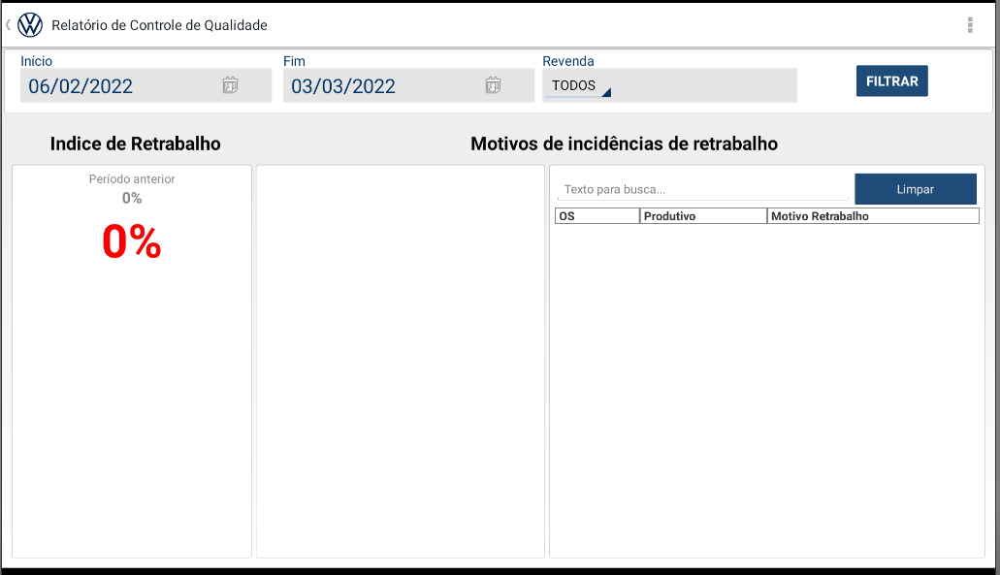 Relatório de Controle de Qualidade
Início
Fim
Revenda
06/02/2022
03/03/2022
TODOS
FILTRAR
Indice de Retrabalho
Motivos de incidências de retrabalho
Período anterior
0%
0%
Texto para busca...
Limpar
OS
Produtivo
Motivo Retrabalho